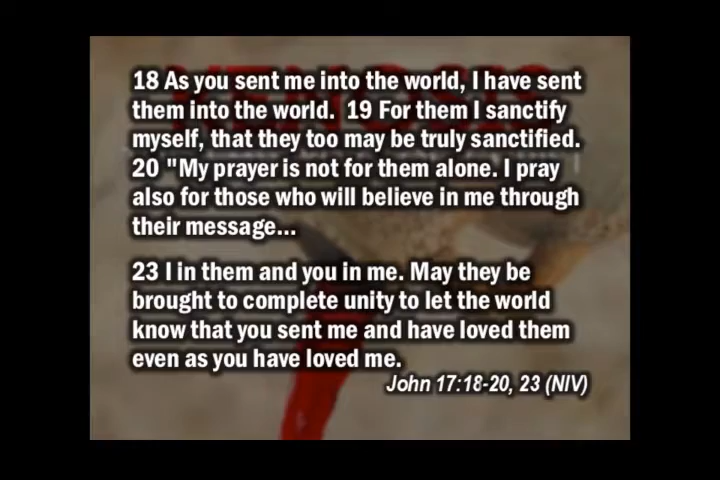 18 As you sent me into the world, I have sent
them into the world.  19 For them I sanctify
myself, that they too may be truly sanctified.
20 "My prayer is not for them alone. I pray
also for those who will believe in me through
their message...
23 I in them and you in me. May they be
brought to complete unity to let the world
know that you sent me and have loved them
even as you have loved me.
John 17:18-20, 23 (NIV)